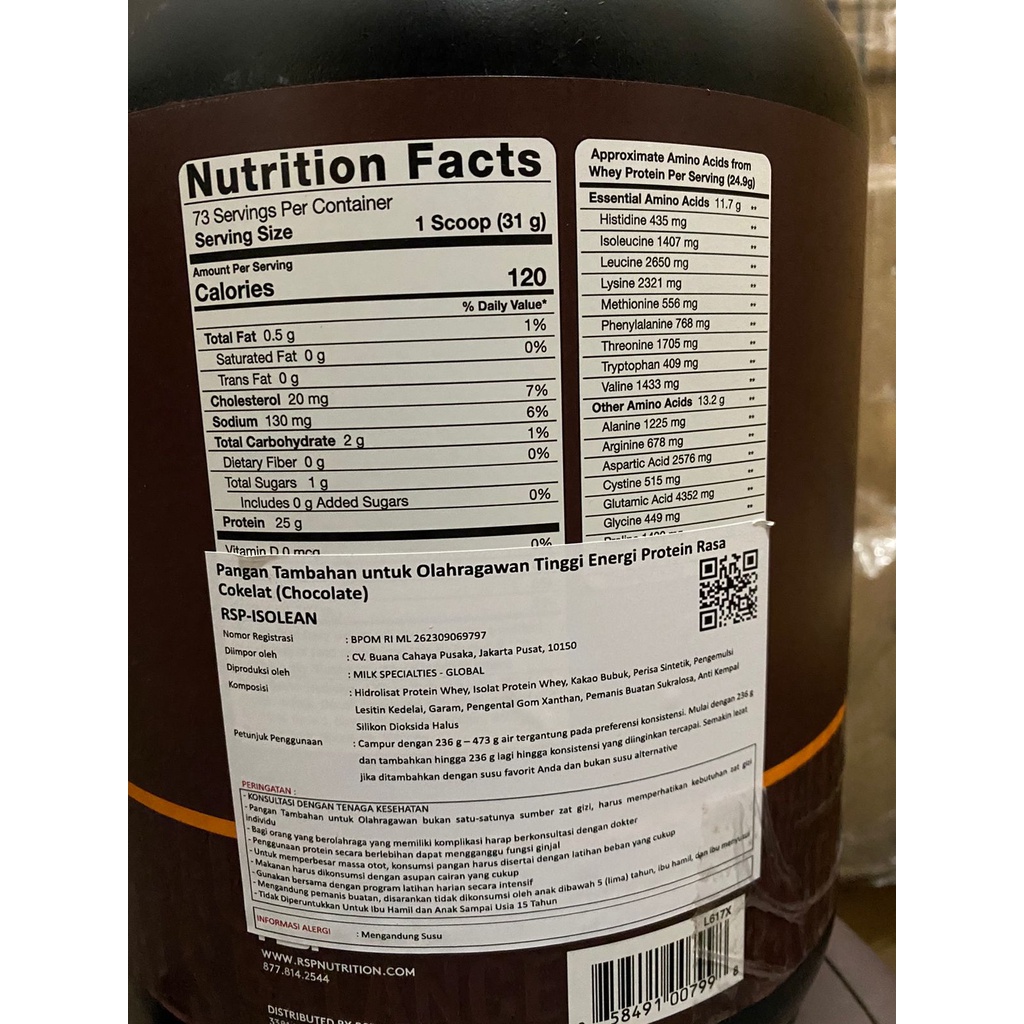 Nutrition Facts
73 Servings Per Container
Serving Size 1 Scoop (31 g)
Amount Per Serving
Calories 120
% Daily Value*
Total Fat 0.5 g 1%
Saturated Fat 0 g 0%
Trans Fat 0 g
Cholesterol 20 mg 7%
Sodium 130 mg 6%
Total Carbohydrate 2 g 1%
Dietary Fiber 0 g 0%
Total Sugars 1 g
Includes 0 g Added Sugars 0%
Protein 25 g
Vitamin D 0 mcg 0%
Approximate Amino Acids from
Whey Protein Per Serving (24.9g)
Essential Amino Acids 11.7 g **
Histidine 435 mg **
Isoleucine 1407 mg **
Leucine 2650 mg **
Lysine 2321 mg **
Methionine 556 mg **
Phenylalanine 768 mg **
Threonine 1705 mg **
Tryptophan 409 mg **
Valine 1433 mg **
Other Amino Acids 13.2 g **
Alanine 1225 mg **
Arginine 678 mg **
Aspartic Acid 2576 mg **
Cystine 515 mg **
Glutamic Acid 4352 mg **
Glycine 449 mg **
Pangan Tambahan untuk Olahragawan Tinggi Energi Protein Rasa
Cokelat (Chocolate)
RSP-ISOLEAN
Nomor Registrasi : BPOM RI ML 262309069797
Diimpor oleh : CV. Buana Cahaya Pusaka, Jakarta Pusat, 10150
Diproduksi oleh : MILK SPECIALTIES - GLOBAL
Komposisi : Hidrolisat Protein Whey, Isolat Protein Whey, Kakao Bubuk, Perisa Sintetik, Pengemulsi
Lesitin Kedelai, Garam, Pengental Gom Xanthan, Pemanis Buatan Sukralosa, Anti Kempal
Silikon Dioksida Halus
Petunjuk Penggunaan : Campur dengan 236 g – 473 g air tergantung pada preferensi konsistensi. Mulai dengan 236 g
dan tambahkan hingga 236 g lagi hingga konsistensi yang diinginkan tercapai. Semakin lezat
jika ditambahkan dengan susu favorit Anda dan bukan susu alternative
PERINGATAN :
- KONSULTASI DENGAN TENAGA KESEHATAN
- Pangan Tambahan untuk Olahragawan bukan satu-satunya sumber zat gizi, harus memperhatikan kebutuhan zat gizi
individu
- Bagi orang yang berolahraga yang memiliki komplikasi harap berkonsultasi dengan dokter
- Penggunaan protein secara berlebihan dapat mengganggu fungsi ginjal
- Untuk memperbesar massa otot, konsumsi pangan harus disertai dengan latihan beban yang cukup
- Makanan harus dikonsumsi dengan asupan cairan yang cukup
- Gunakan bersama dengan program latihan harian secara intensif
- Mengandung pemanis buatan, disarankan tidak dikonsumsi oleh anak dibawah 5 (lima) tahun, ibu hamil, dan ibu menyusui
- Tidak Diperuntukkan Untuk Ibu Hamil dan Anak Sampai Usia 15 Tahun
INFORMASI ALERGI : Mengandung Susu
WWW.RSPNUTRITION.COM
877.814.2544
DISTRIBUTED BY
L617X
58491 00799 8